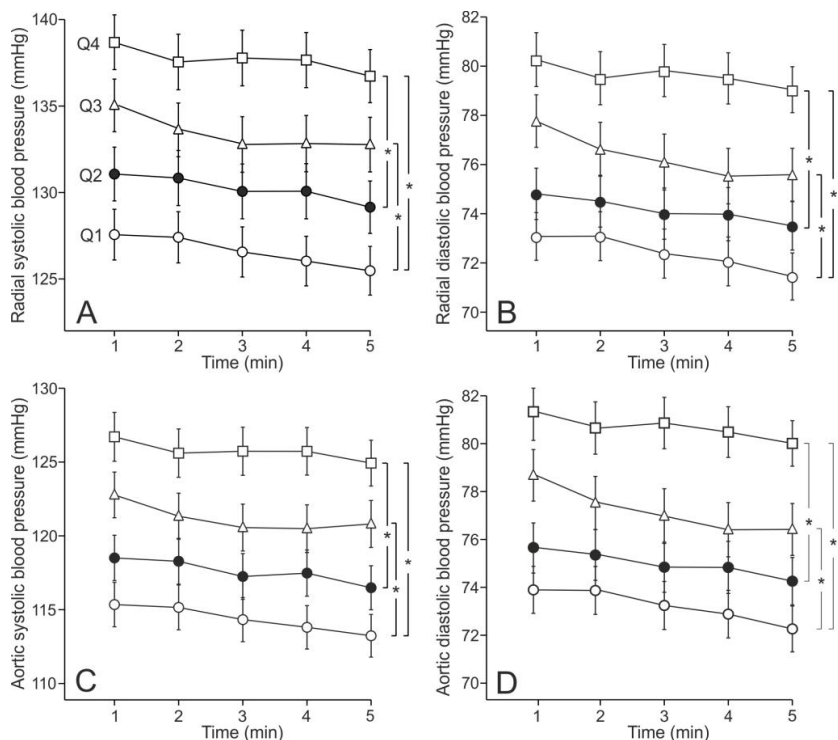 Radial systolic blood pressure (mmHg)
140
135
130
125
Q4
Q3
Q2
Q1
*
*
*
A
1 2 3 4 5
Time (min)
Radial diastolic blood pressure (mmHg)
82
80
78
76
74
72
70
*
*
*
B
1 2 3 4 5
Time (min)
Aortic systolic blood pressure (mmHg)
130
125
120
115
110
*
*
*
C
1 2 3 4 5
Time (min)
Aortic diastolic blood pressure (mmHg)
82
80
78
76
74
72
70
*
*
*
D
1 2 3 4 5
Time (min)